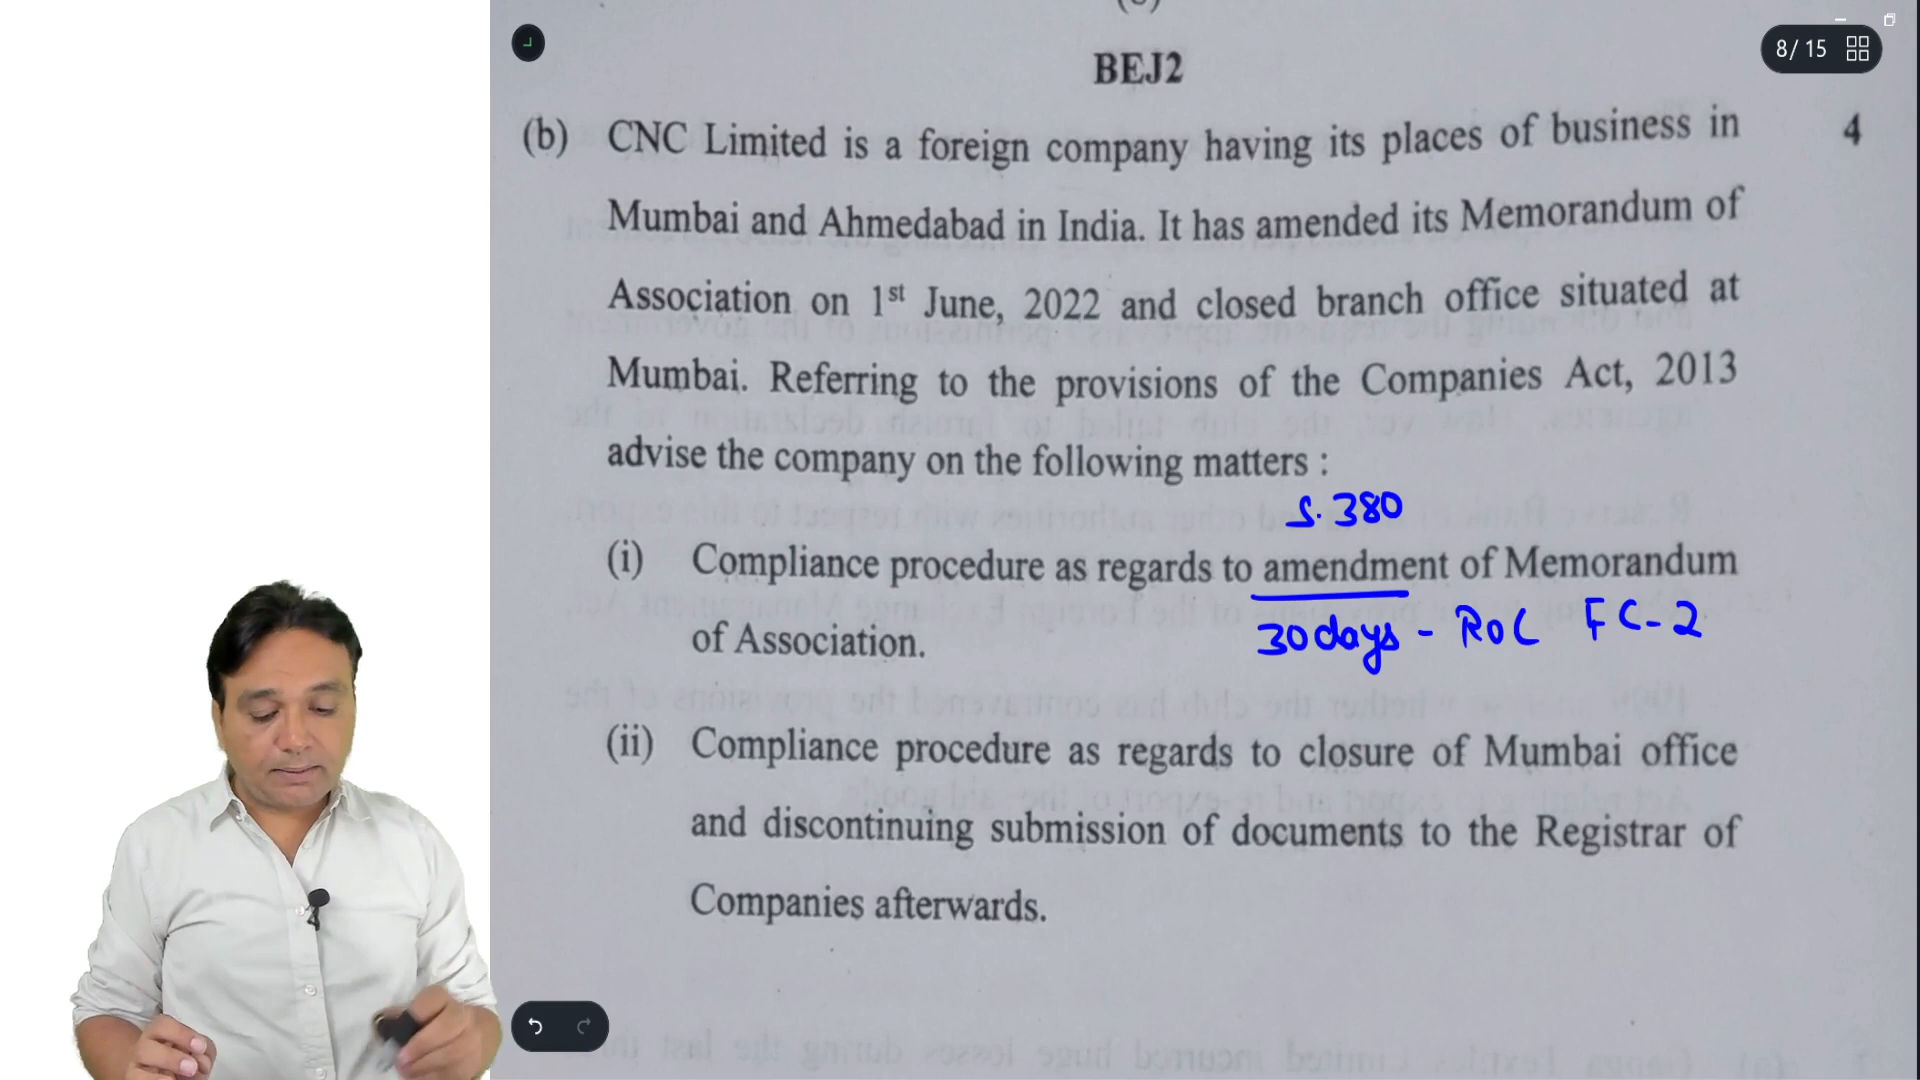 8/ 15
BEJ2
(b) CNC Limited is a foreign company having its places of business in 4
Mumbai and Ahmedabad in India. It has amended its Memorandum of
Association on 1st June, 2022 and closed branch office situated at
Mumbai. Referring to the provisions of the Companies Act, 2013
advise the company on the following matters :
S. 380
(i) Compliance procedure as regards to amendment of Memorandum
30 days - ROC FC-2
of Association.
(ii) Compliance procedure as regards to closure of Mumbai office
and discontinuing submission of documents to the Registrar of
Companies afterwards.